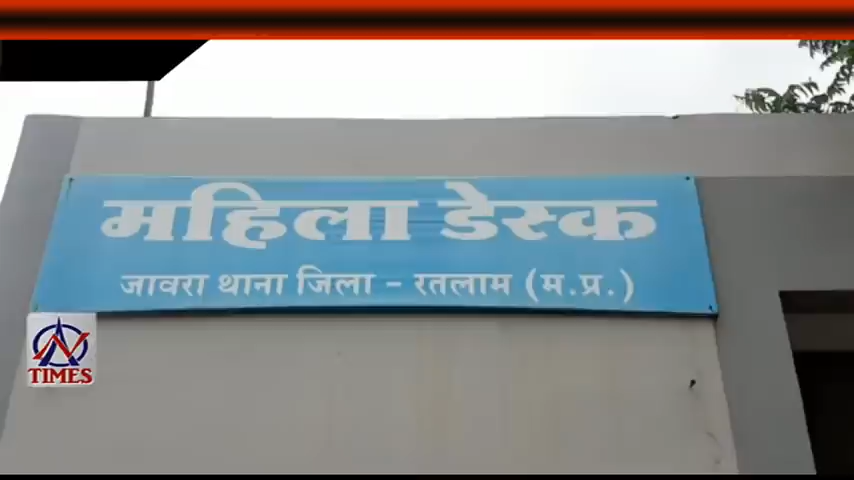 महिला डेस्क
जावरा थाना जिला - रतलाम (म.प्र.)
TIMES